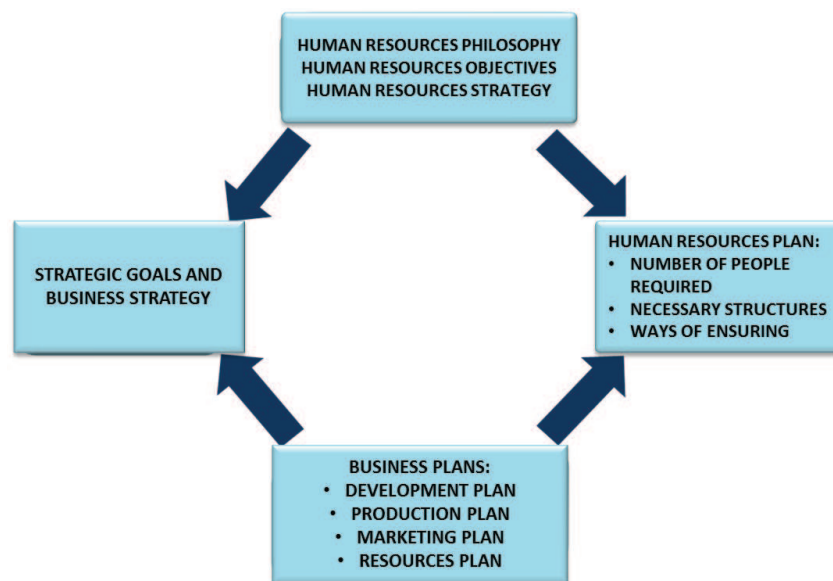 HUMAN RESOURCES PHILOSOPHY
HUMAN RESOURCES OBJECTIVES
HUMAN RESOURCES STRATEGY
STRATEGIC GOALS AND
BUSINESS STRATEGY
HUMAN RESOURCES PLAN:
• NUMBER OF PEOPLE
REQUIRED
• NECESSARY STRUCTURES
• WAYS OF ENSURING
BUSINESS PLANS:
• DEVELOPMENT PLAN
• PRODUCTION PLAN
• MARKETING PLAN
• RESOURCES PLAN